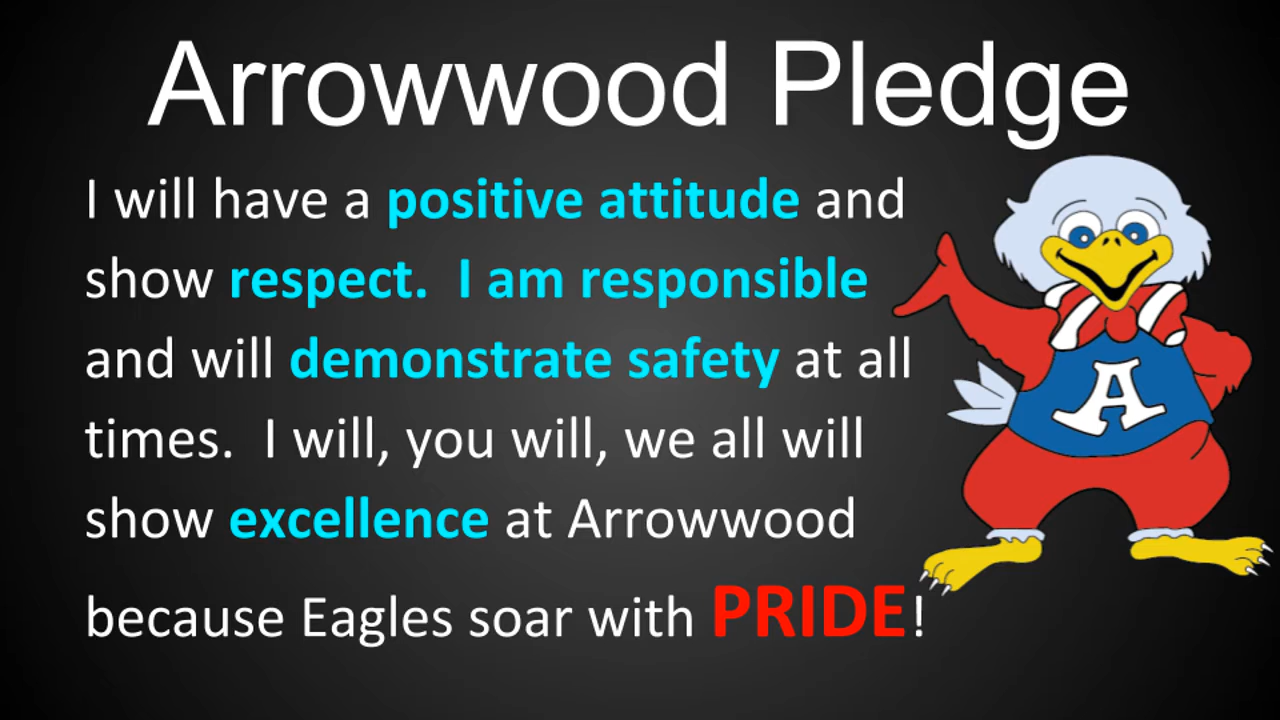 Arrowwood Pledge
I will have a positive attitude and
show respect.  I am responsible
and will demonstrate safety at all
times.  I will, you will, we all will
show excellence at Arrowwood
because Eagles soar with PRIDE!
A